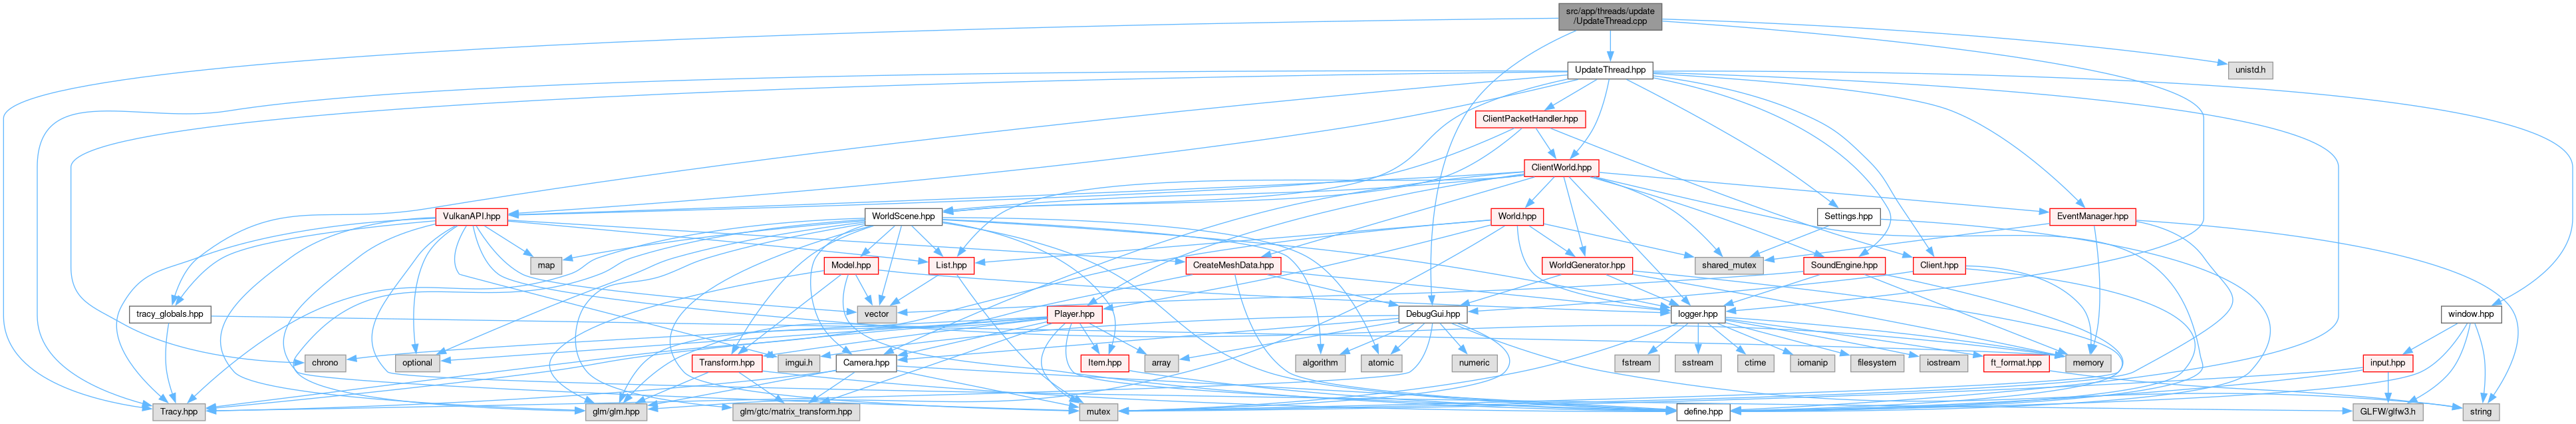 src/app/threads/update
/UpdateThread.cpp
UpdateThread.hpp
unistd.h
ClientPacketHandler.hpp
ClientWorld.hpp
VulkanAPI.hpp
WorldScene.hpp
World.hpp
Settings.hpp
EventManager.hpp
map
Model.hpp
List.hpp
CreateMeshData.hpp
WorldGenerator.hpp
shared_mutex
SoundEngine.hpp
Client.hpp
tracy_globals.hpp
vector
Player.hpp
DebugGui.hpp
logger.hpp
window.hpp
chrono
optional
Transform.hpp
imgui.h
Camera.hpp
Item.hpp
array
algorithm
atomic
numeric
fstream
sstream
ctime
iomanip
filesystem
iostream
ft_format.hpp
memory
input.hpp
Tracy.hpp
glm/glm.hpp
glm/gtc/matrix_transform.hpp
mutex
define.hpp
GLFW/glfw3.h
string